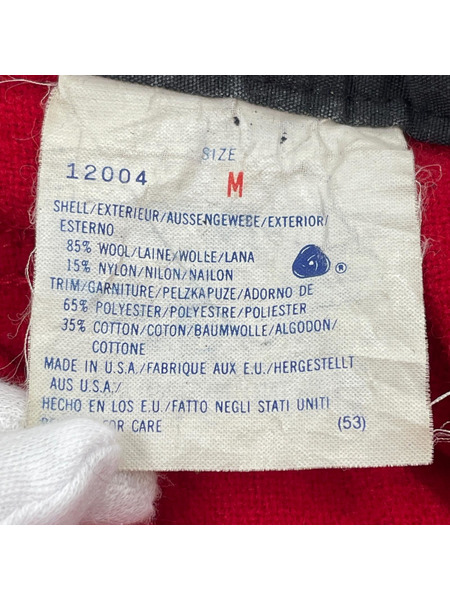 SIZE
12004 M
SHELL/EXTERIEUR/AUSSENGEWEBE/EXTERIOR/
ESTERNO
85% WOOL/LAINE/WOLLE/LANA
15% NYLON/NILON/NAILON
®
TRIM/GARNITURE/PELZKAPUZE/ADORNO DE
65% POLYESTER/POLYESTRE/POLIESTER
35% COTTON/COTON/BAUMWOLLE/ALGODON/
COTTONE
MADE IN U.S.A./FABRIQUE AUX E.U./HERGESTELLT
AUS U.S.A./
HECHO EN LOS E.U./FATTO NEGLI STATI UNITI
FOR CARE (53)